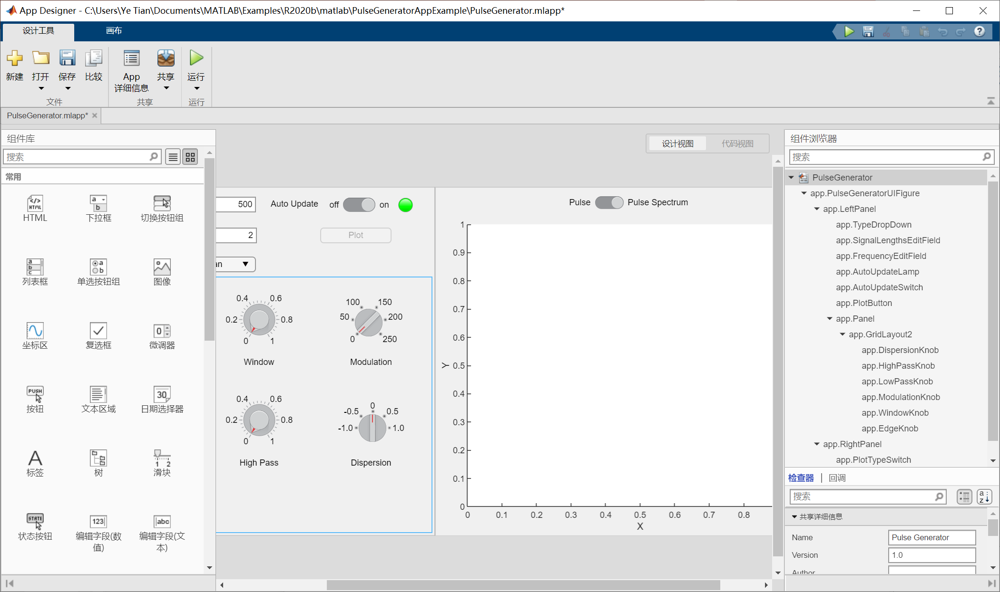 App Designer - C:\Users\Ye Tian\Documents\MATLAB\Examples\R2020b\matlab\PulseGeneratorAppExample\PulseGenerator.mlapp*
设计工具
画布
新建
打开
保存
比较
App
详细信息
共享
运行
文件
共享
运行
PulseGenerator.mlapp*
组件库
搜索
常用
HTML
HTML
a
b
下拉框
切换按钮组
a
b
c
列表框
a
b
单选按钮组
图像
坐标区
复选框
0
微调器
PUSH
按钮
文本区域
30
日期选择器
A
标签
树
1 2
滑块
STATE
状态按钮
123
编辑字段(数
值)
abc
编辑字段(文
本)
设计视图
代码视图
500
Auto Update
off
on
2
Plot
an
0
0.2
0.4
0.6
0.8
1
Window
0
50
100
150
200
250
Modulation
0
0.2
0.4
0.6
0.8
1
High Pass
-1.0
-0.5
0
0.5
1.0
Dispersion
Pulse
Pulse Spectrum
1
0.9
0.8
0.7
0.6
0.5
0.4
0.3
0.2
0.1
0
Y
0
0.1
0.2
0.3
0.4
0.5
0.6
0.7
0.8
X
组件浏览器
搜索
PulseGenerator
app.PulseGeneratorUIFigure
app.LeftPanel
app.TypeDropDown
app.SignalLengthsEditField
app.FrequencyEditField
app.AutoUpdateLamp
app.AutoUpdateSwitch
app.PlotButton
app.Panel
app.GridLayout2
app.DispersionKnob
app.HighPassKnob
app.LowPassKnob
app.ModulationKnob
app.WindowKnob
app.EdgeKnob
app.RightPanel
app.PlotTypeSwitch
检查器 | 回调
搜索
a
z
共享详细信息
Name
Pulse Generator
Version
1.0
Author